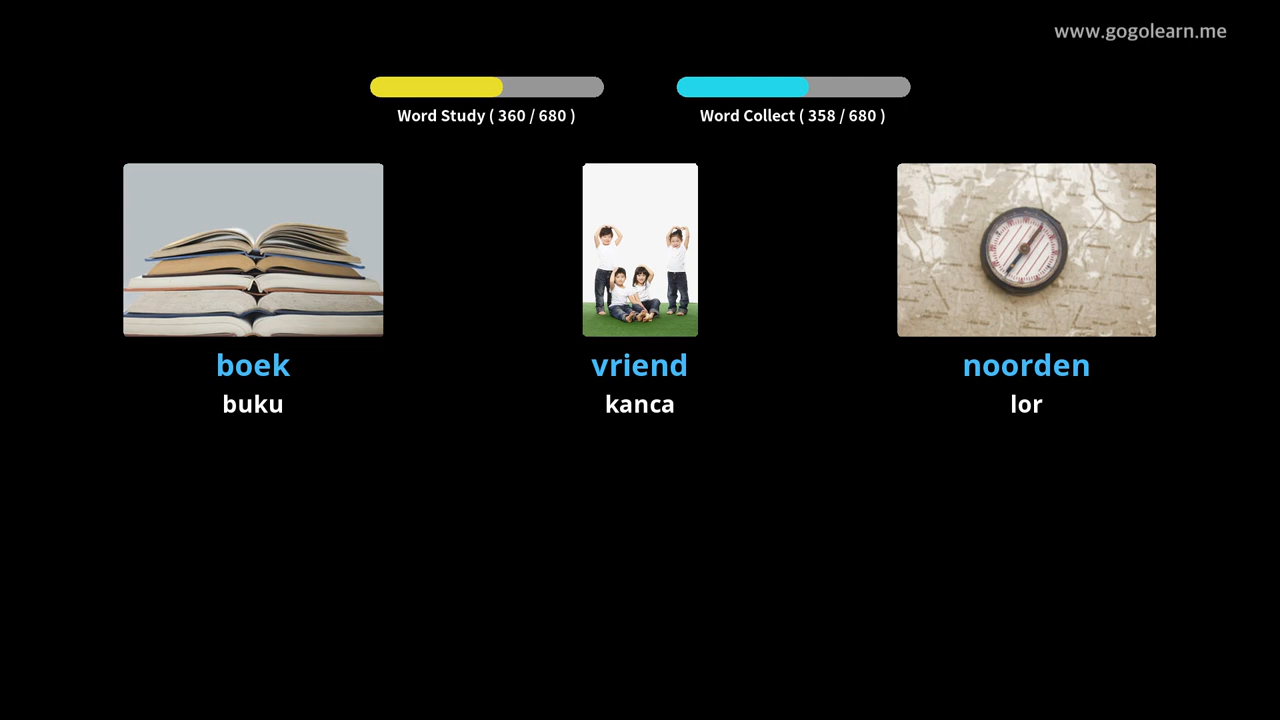 www.gogolearn.me
Word Study ( 360 / 680 )
Word Collect ( 358 / 680 )
boek
vriend
noorden
buku
kanca
lor